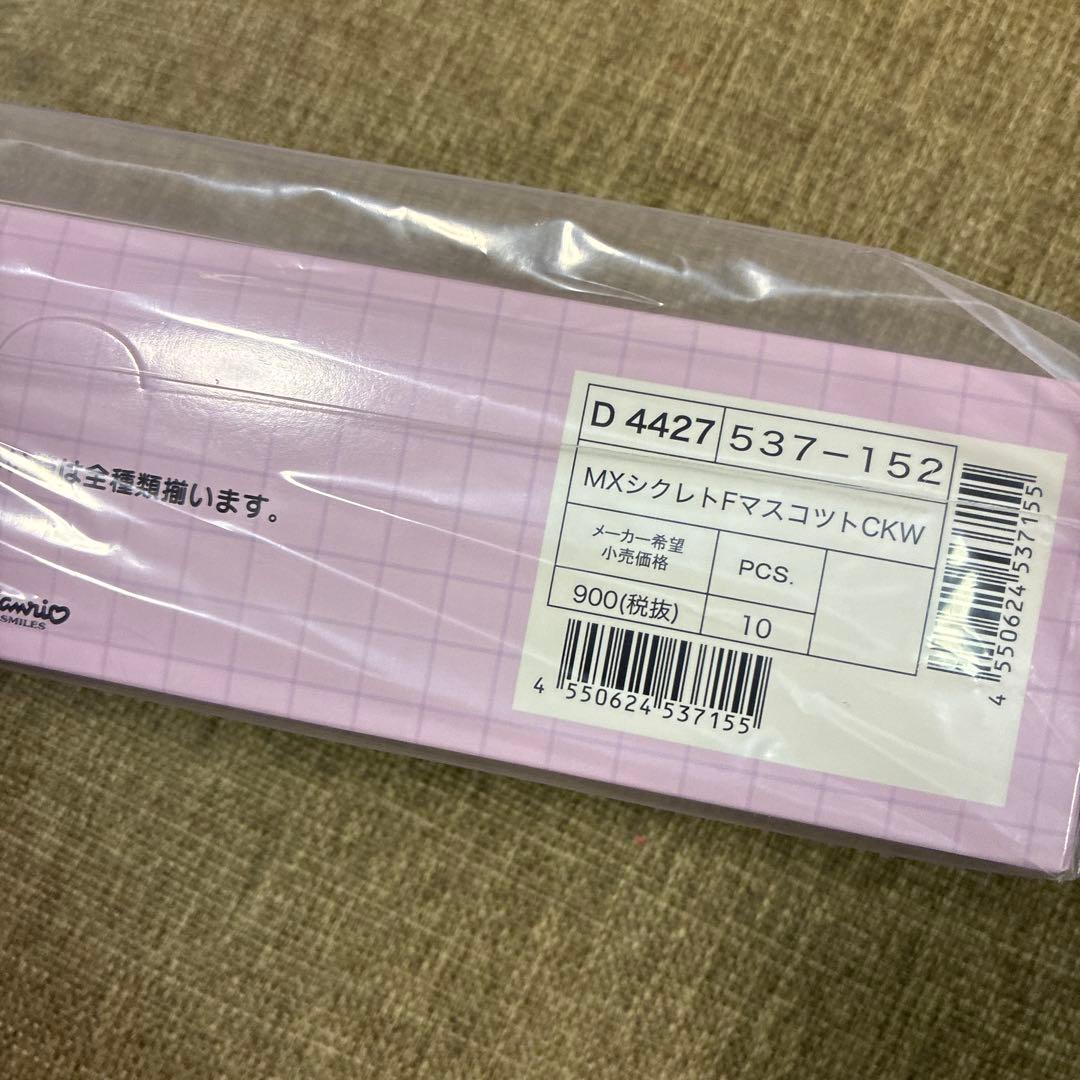 は全種類揃います。
anrio
SMILES
D 4427 537-152
MXシクレトFマスコットCKW
メーカー希望
小売価格
PCS.
900(税抜)
10
4 550624 537155
4 550624 537155